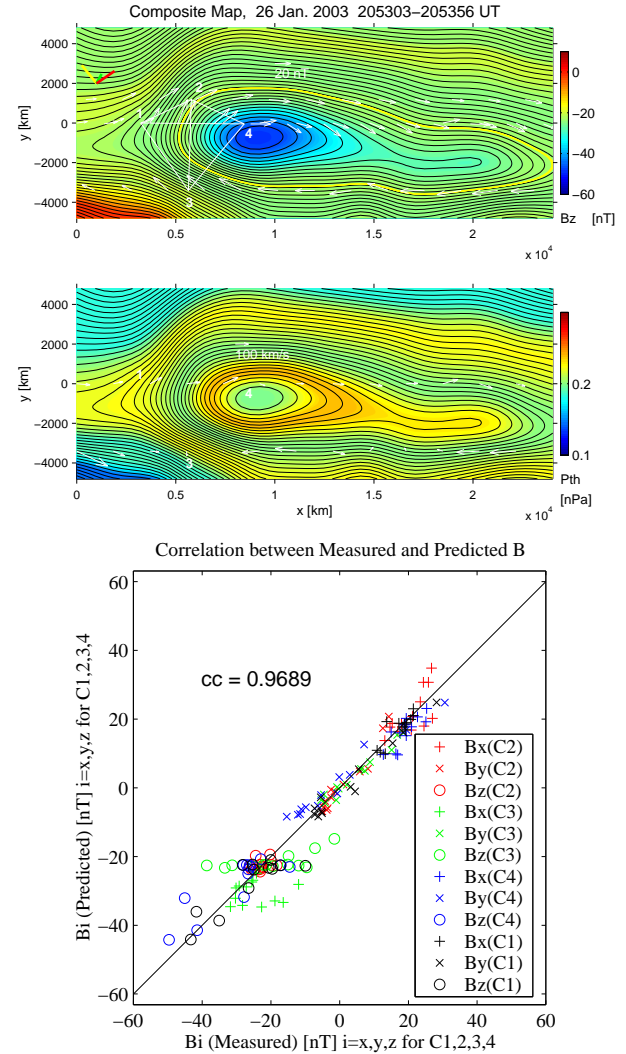 Composite Map, 26 Jan. 2003 205303−205356 UT
4000
2000
0
−2000
−4000
y [km]
20 nT
1
2
3
4
0
0.5
1
1.5
2
x 10^4
0
−20
−40
−60
Bz [nT]
4000
2000
0
−2000
−4000
y [km]
100 km/s
1
4
3
0
0.5
1
1.5
2
x 10^4
x [km]
0.2
0.1
Pth
[nPa]
Correlation between Measured and Predicted B
60
40
20
0
−20
−40
−60
Bi (Predicted) [nT] i=x,y,z for C1,2,3,4
cc = 0.9689
Bx(C2)
By(C2)
Bz(C2)
Bx(C3)
By(C3)
Bz(C3)
Bx(C4)
By(C4)
Bz(C4)
Bx(C1)
By(C1)
Bz(C1)
−60 −40 −20 0 20 40 60
Bi (Measured) [nT] i=x,y,z for C1,2,3,4